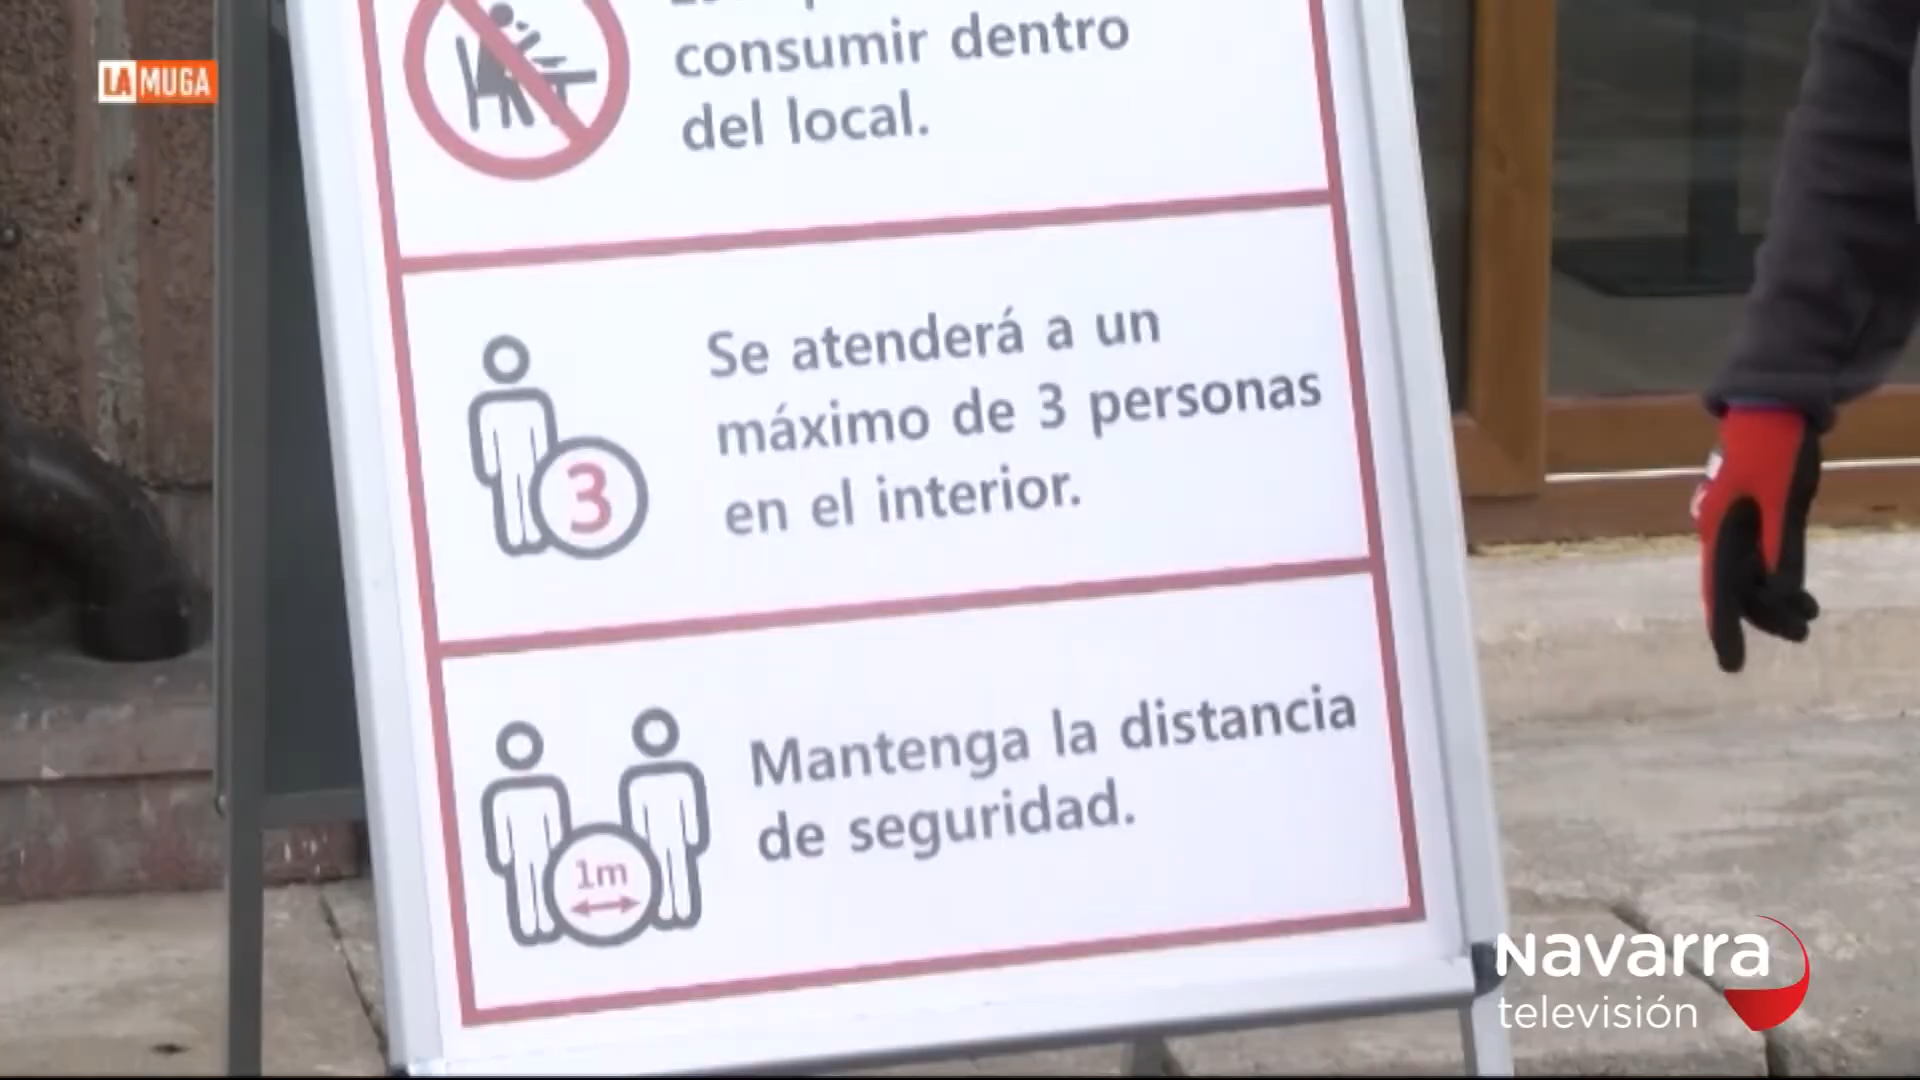 LA MUGA
consumir dentro
del local.
Se atenderá a un
máximo de 3 personas
en el interior.
3
Mantenga la distancia
de seguridad.
1m
Navarra
televisión